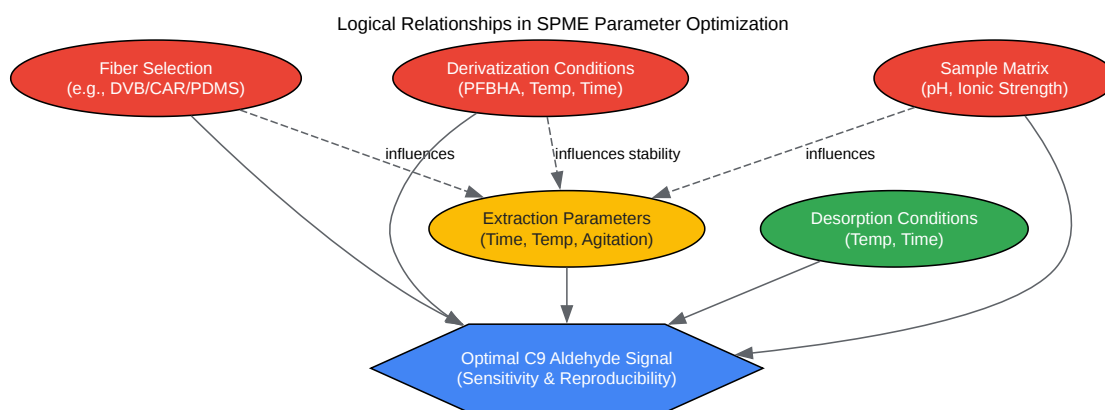 Logical Relationships in SPME Parameter Optimization
Fiber Selection
(e.g., DVB/CAR/PDMS)
Derivatization Conditions
(PFBHA, Temp, Time)
Sample Matrix
(pH, Ionic Strength)
influences
influences stability
influences
Extraction Parameters
(Time, Temp, Agitation)
Desorption Conditions
(Temp, Time)
Optimal C9 Aldehyde Signal
(Sensitivity & Reproducibility)